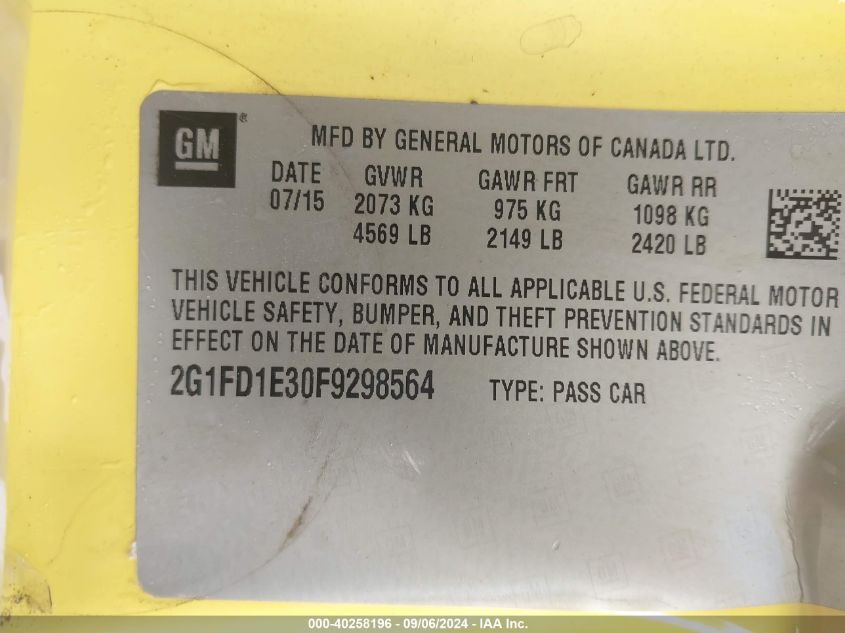 GM ®
MFD BY GENERAL MOTORS OF CANADA LTD.
DATE GVWR GAWR FRT GAWR RR
07/15 2073 KG 975 KG 1098 KG
4569 LB 2149 LB 2420 LB
THIS VEHICLE CONFORMS TO ALL APPLICABLE U.S. FEDERAL MOTOR
VEHICLE SAFETY, BUMPER, AND THEFT PREVENTION STANDARDS IN
EFFECT ON THE DATE OF MANUFACTURE SHOWN ABOVE.
2G1FD1E30F9298564 TYPE: PASS CAR
000-40258196 - 09/06/2024 - IAA Inc.